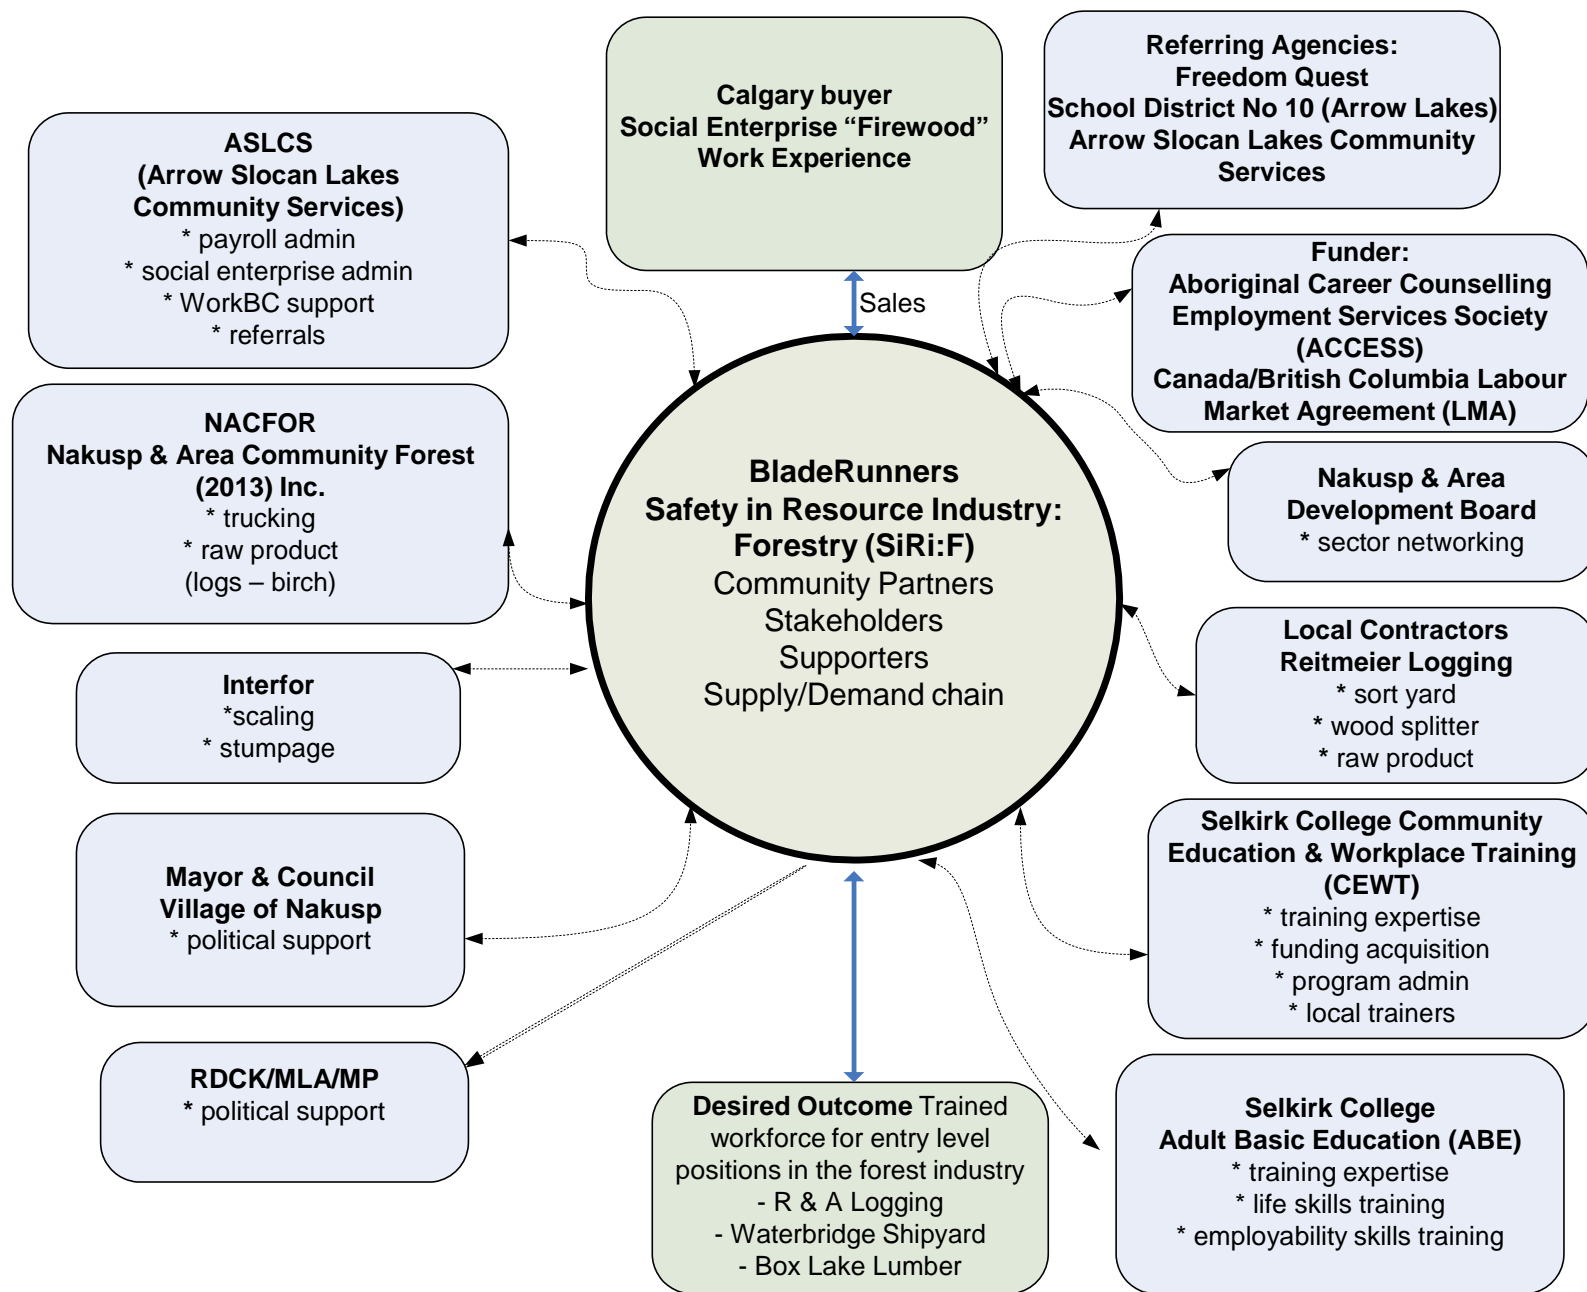 Calgary buyer
Social Enterprise “Firewood”
Work Experience
Referring Agencies:
Freedom Quest
School District No 10 (Arrow Lakes)
Arrow Slocan Lakes Community
Services
ASLCS
(Arrow Slocan Lakes
Community Services)
* payroll admin
* social enterprise admin
* WorkBC support
* referrals
Funder:
Aboriginal Career Counselling
Employment Services Society
(ACCESS)
Canada/British Columbia Labour
Market Agreement (LMA)
Sales
NACFOR
Nakusp & Area Community Forest
(2013) Inc.
* trucking
* raw product
(logs – birch)
BladeRunners
Safety in Resource Industry:
Forestry (SiRi:F)
Community Partners
Stakeholders
Supporters
Supply/Demand chain
Nakusp & Area
Development Board
* sector networking
Local Contractors
Reitmeier Logging
* sort yard
* wood splitter
* raw product
Interfor
*scaling
* stumpage
Mayor & Council
Village of Nakusp
* political support
Selkirk College Community
Education & Workplace Training
(CEWT)
* training expertise
* funding acquisition
* program admin
* local trainers
RDCK/MLA/MP
* political support
Desired Outcome Trained
workforce for entry level
positions in the forest industry
- R & A Logging
- Waterbridge Shipyard
- Box Lake Lumber
Selkirk College
Adult Basic Education (ABE)
* training expertise
* life skills training
* employability skills training